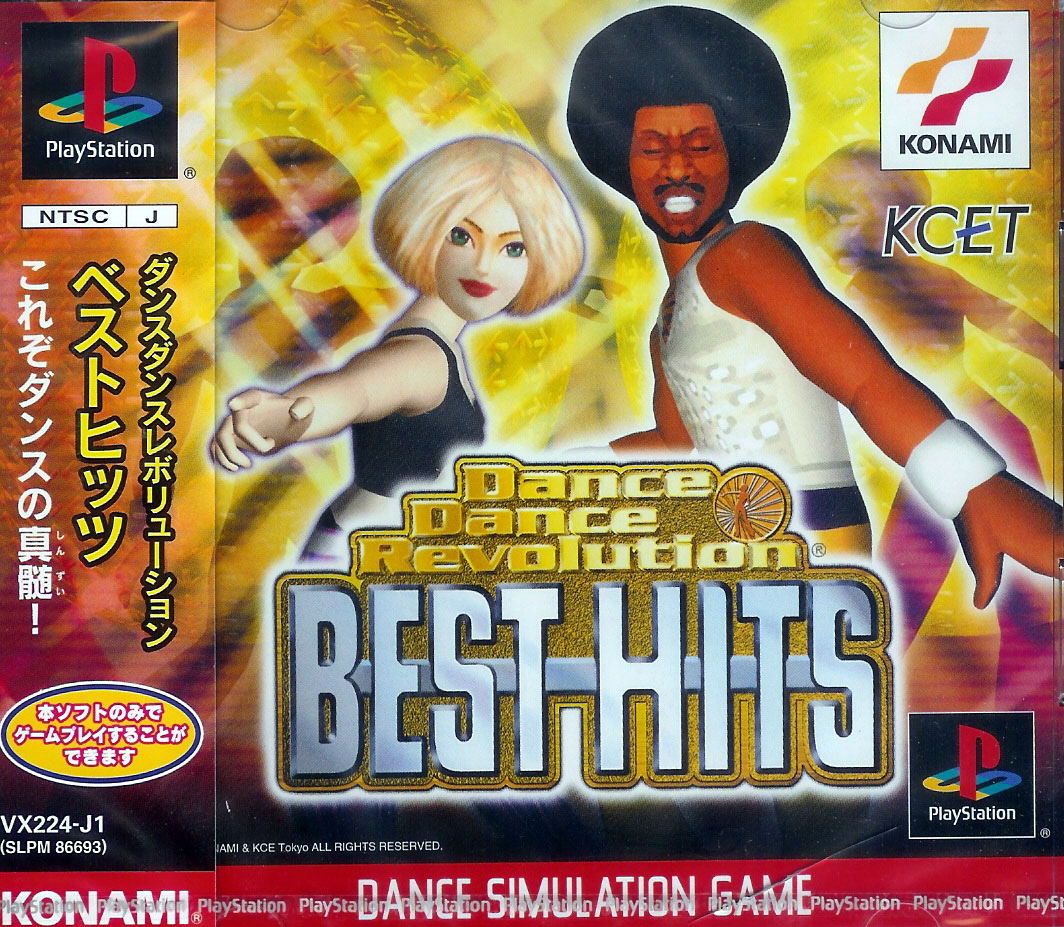 PlayStation
®
NTSC J
ダンスダンスレボリューション
ベストヒッツ
これぞダンスの真髄！
しんずい
本ソフトのみで
ゲームプレイすることが
できます
VX224-J1
(SLPM 86693)
KONAMI®
KONAMI
KCET
Dance
Dance
Revolution®
BEST HITS
PlayStation
®
AMI & KCE Tokyo ALL RIGHTS RESERVED.
DANCE SIMULATION GAME
PlayStation PlayStation PlayStation PlayStation PlayStation PlayStation PlayStation PlayStation PlayStation PlayStation PlayS